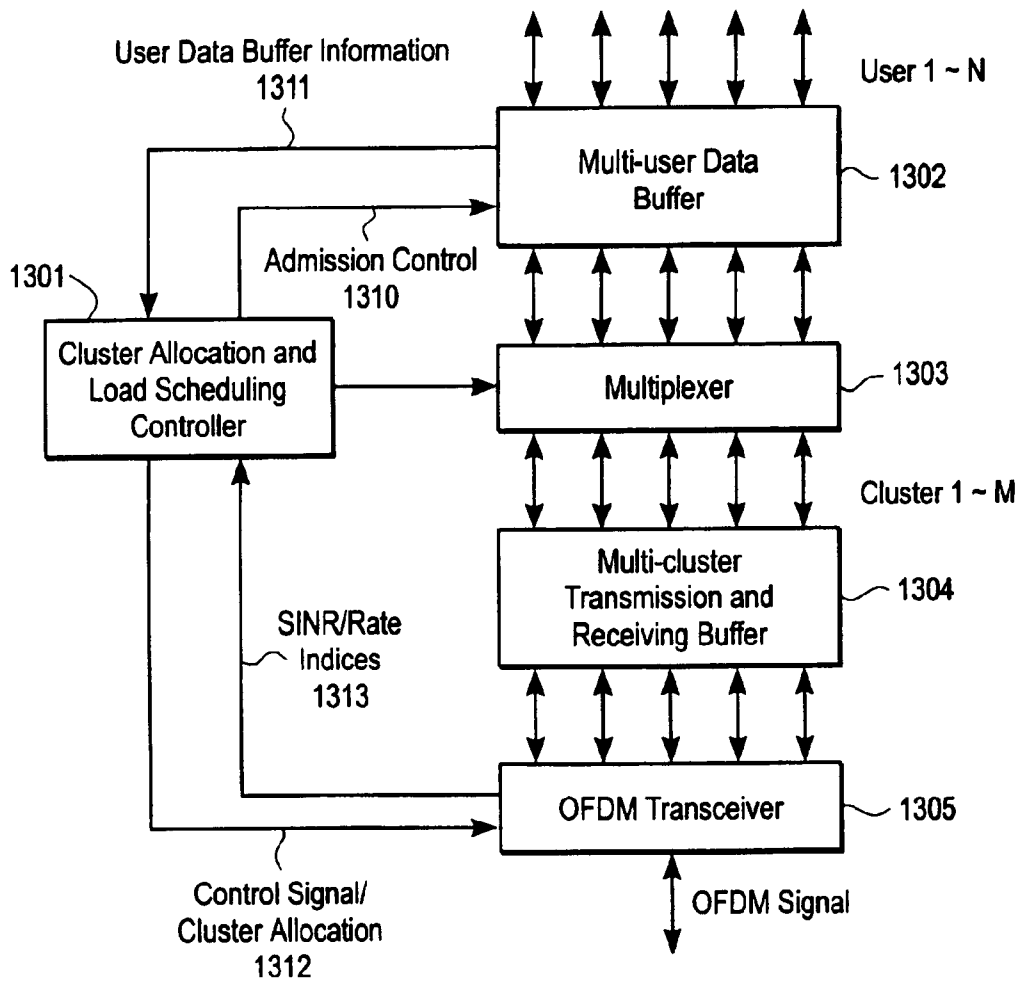 User Data Buffer Information
1311
User 1 ~ N
Multi-user Data
Buffer
1302
Admission Control
1310
1301
Cluster Allocation and
Load Scheduling
Controller
Multiplexer
1303
Cluster 1 ~ M
Multi-cluster
Transmission and
Receiving Buffer
1304
SINR/Rate
Indices
1313
OFDM Transceiver
1305
Control Signal/
Cluster Allocation
1312
OFDM Signal